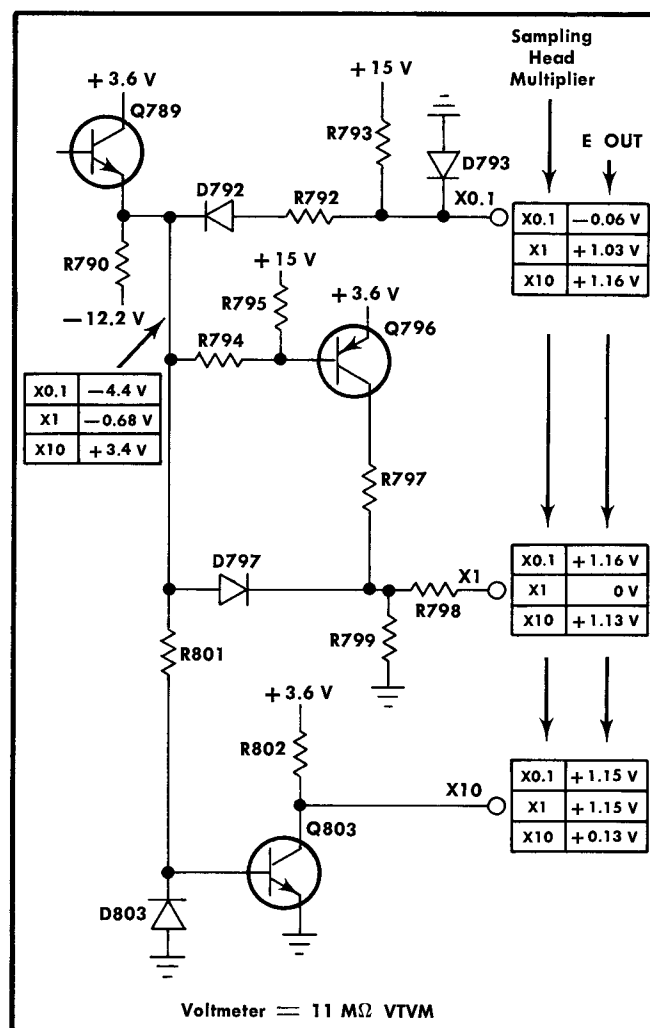 Sampling
Head
Multiplier
E OUT
+ 3.6 V
Q789
+ 15 V
R793
D793
X0.1
D792
R792
R790
− 12.2 V
X0.1 −0.06 V
X1 +1.03 V
X10 +1.16 V
+ 15 V
R795
+ 3.6 V
Q796
R794
X0.1 −4.4 V
X1 −0.68 V
X10 +3.4 V
R797
D797
X1
R798
R799
X0.1 +1.16 V
X1 0 V
X10 +1.13 V
R801
+ 3.6 V
R802
X10
Q803
D803
X0.1 +1.15 V
X1 +1.15 V
X10 +0.13 V
Voltmeter = 11 MΩ VTVM